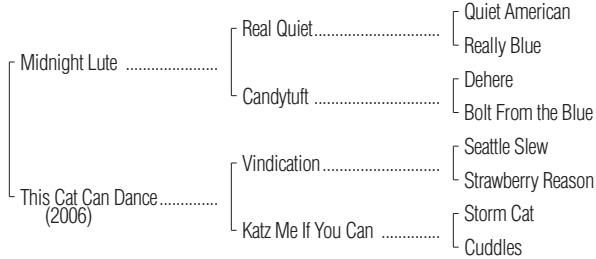 Quiet American
Real Quiet
Really Blue
Midnight Lute
Dehere
Candytuft
Bolt From the Blue
Seattle Slew
Vindication
Strawberry Reason
This Cat Can Dance
(2006)
Storm Cat
Katz Me If You Can
Cuddles